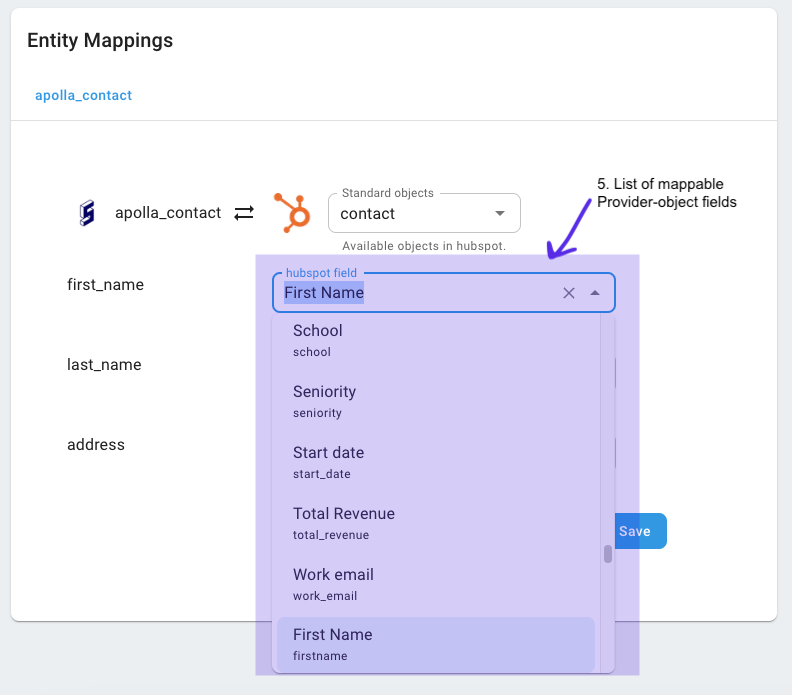 Entity Mappings
apolla_contact
5. List of mappable
Provider-object fields
apolla_contact
Standard objects
contact
Available objects in hubspot.
first_name
hubspot field
First Name
School
school
last_name
Seniority
seniority
address
Start date
start_date
Total Revenue
total_revenue
Save
Work email
work_email
First Name
firstname